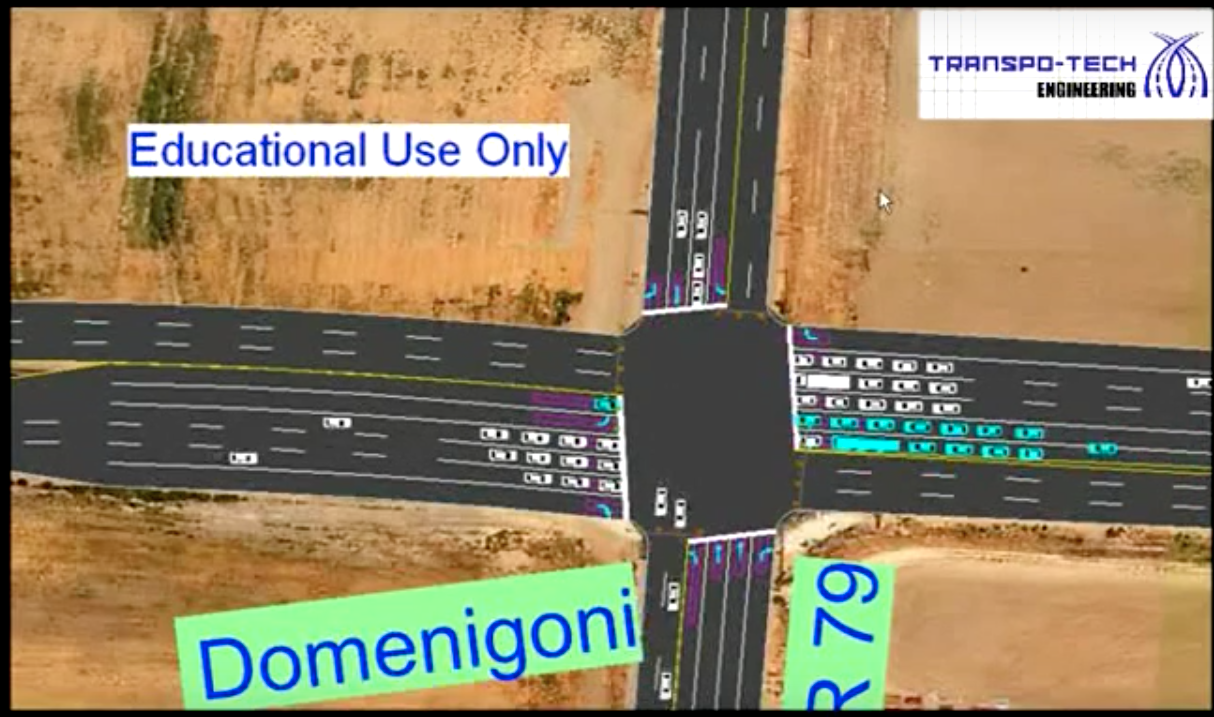 TRANSPO-TECH
ENGINEERING
Educational Use Only
Domenigoni
R 79